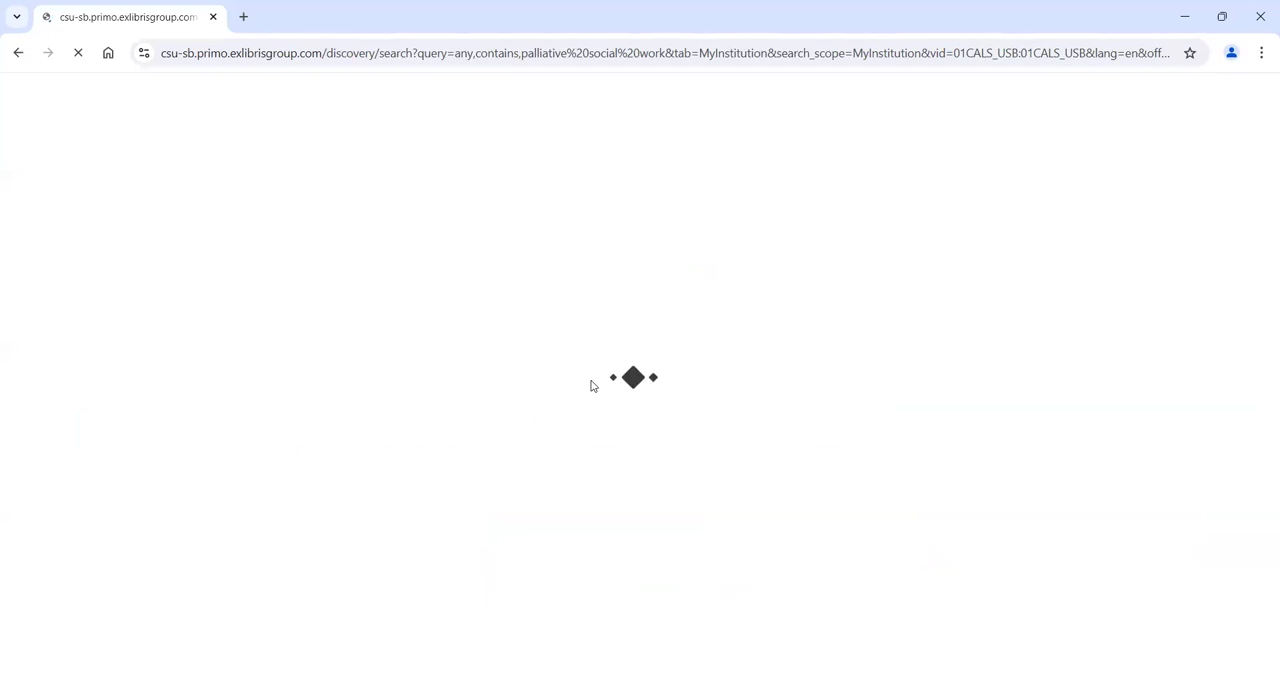 csu-sb.primo.exlibrisgroup.com
csu-sb.primo.exlibrisgroup.com/discovery/search?query=any,contains,palliative%20social%20work&tab=MyInstitution&search_scope=MyInstitution&vid=01CALS_USB:01CALS_USB&lang=en&off...